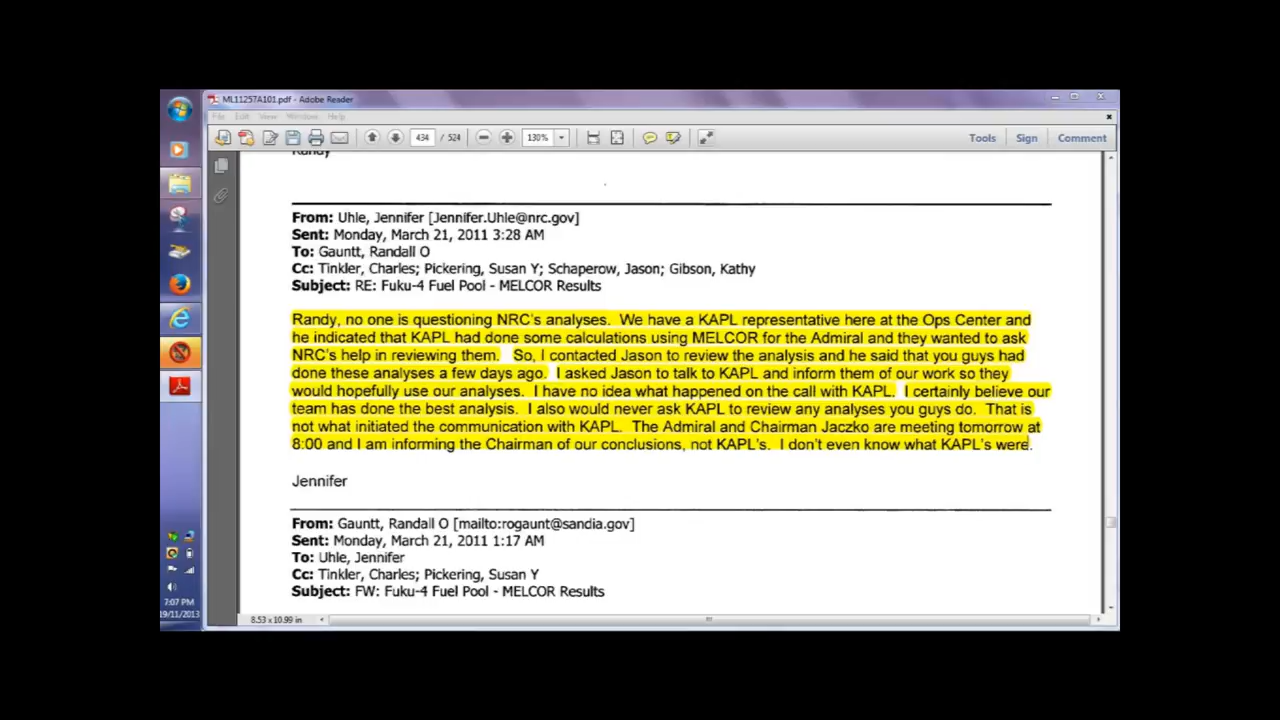 ML11257A101.pdf - Adobe Reader
File Edit View Window Help
434 / 524 130% Tools Sign Comment
Randy
From: Uhle, Jennifer [Jennifer.Uhle@nrc.gov]
Sent: Monday, March 21, 2011 3:28 AM
To: Gauntt, Randall O
Cc: Tinkler, Charles; Pickering, Susan Y; Schaperow, Jason; Gibson, Kathy
Subject: RE: Fuku-4 Fuel Pool - MELCOR Results
Randy, no one is questioning NRC's analyses. We have a KAPL representative here at the Ops Center and
he indicated that KAPL had done some calculations using MELCOR for the Admiral and they wanted to ask
NRC's help in reviewing them. So, I contacted Jason to review the analysis and he said that you guys had
done these analyses a few days ago. I asked Jason to talk to KAPL and inform them of our work so they
would hopefully use our analyses. I have no idea what happened on the call with KAPL. I certainly believe our
team has done the best analysis. I also would never ask KAPL to review any analyses you guys do. That is
not what initiated the communication with KAPL. The Admiral and Chairman Jaczko are meeting tomorrow at
8:00 and I am informing the Chairman of our conclusions, not KAPL's. I don't even know what KAPL's were.
Jennifer
From: Gauntt, Randall O [mailto:rogaunt@sandia.gov]
Sent: Monday, March 21, 2011 1:17 AM
To: Uhle, Jennifer
Cc: Tinkler, Charles; Pickering, Susan Y
Subject: FW: Fuku-4 Fuel Pool - MELCOR Results
7:07 PM
19/11/2013
8.53 x 10.99 in